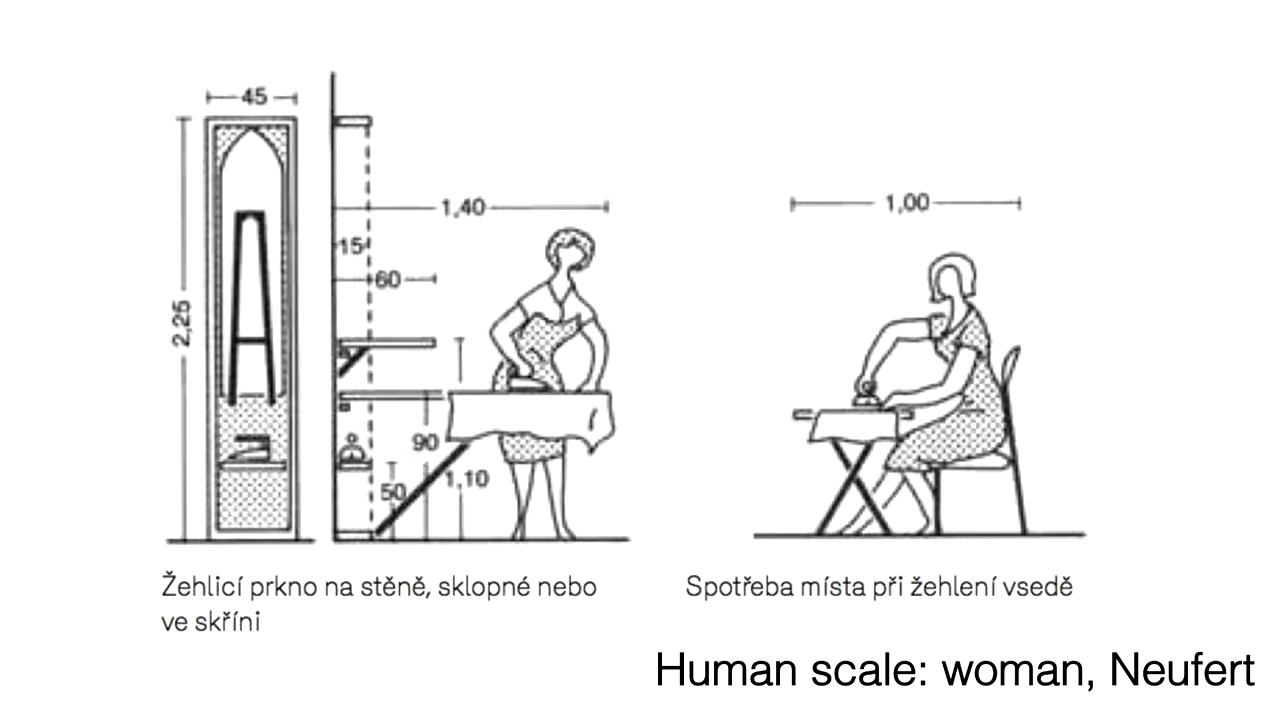 45
1,40
1,00
15
60
2,25
90
50
1,10
Žehlicí prkno na stěně, sklopné nebo
ve skříni
Spotřeba místa při žehlení vsedě
Human scale: woman, Neufert